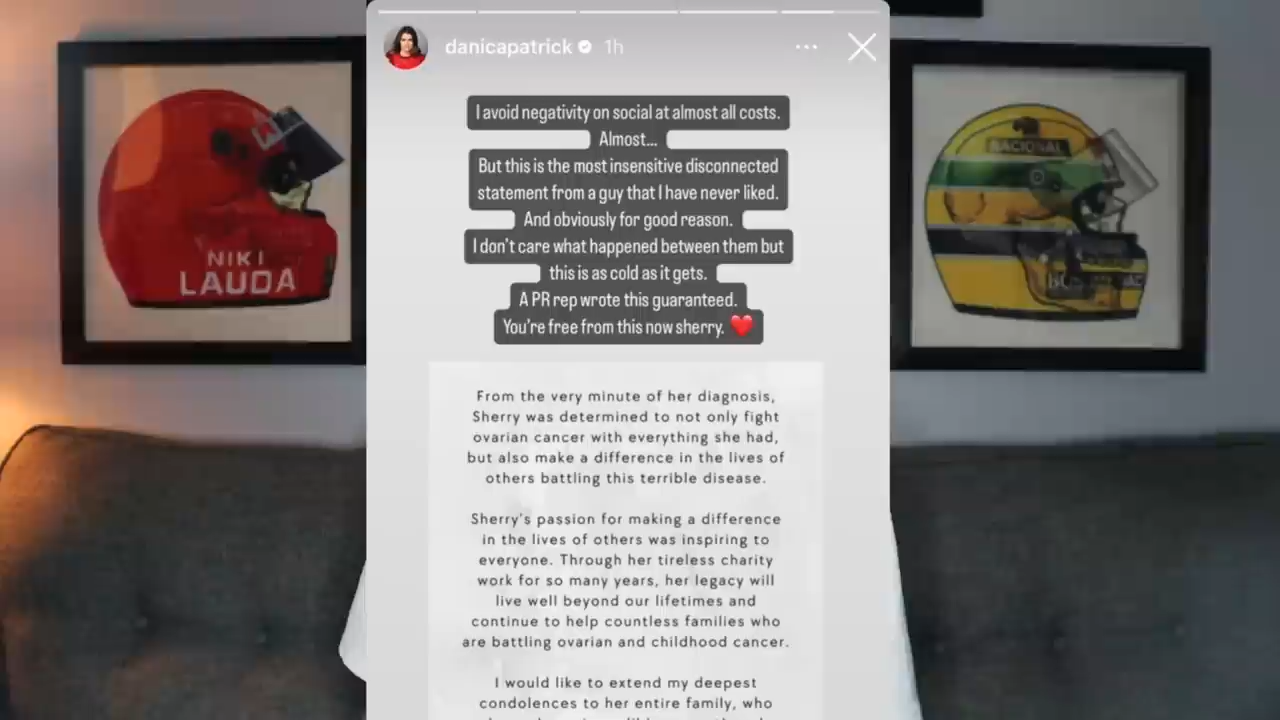 danicapatrick 1h
I avoid negativity on social at almost all costs.
Almost...
But this is the most insensitive disconnected
statement from a guy that I have never liked.
And obviously for good reason.
I don't care what happened between them but
this is as cold as it gets.
A PR rep wrote this guaranteed.
You're free from this now sherry. ❤️
From the very minute of her diagnosis,
Sherry was determined to not only fight
ovarian cancer with everything she had,
but also make a difference in the lives of
others battling this terrible disease.
Sherry's passion for making a difference
in the lives of others was inspiring to
everyone. Through her tireless charity
work for so many years, her legacy will
live well beyond our lifetimes and
continue to help countless families who
are battling ovarian and childhood cancer.
I would like to extend my deepest
condolences to her entire family, who
NIKI
LAUDA
NACIONAL